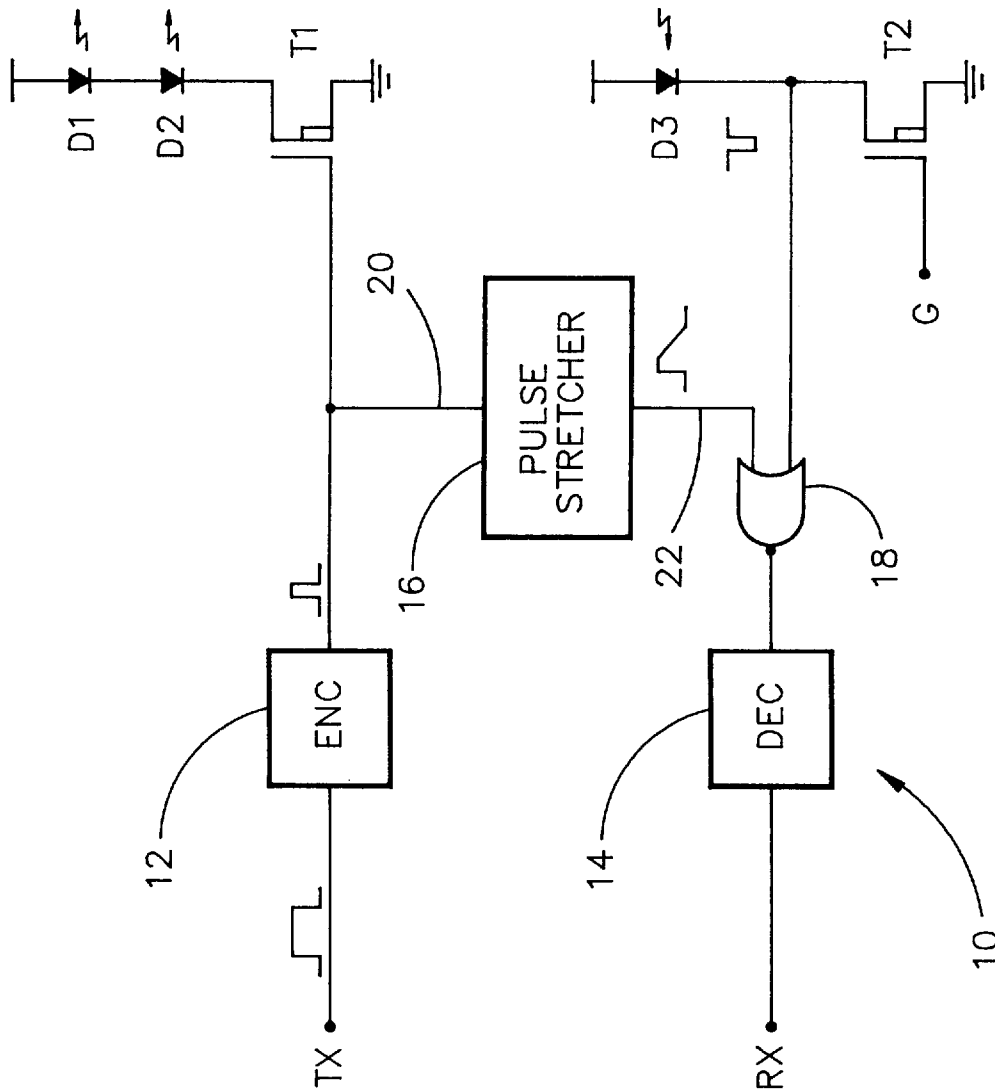 TX
12
ENC
D1
D2
T1
20
16
PULSE
STRETCHER
22
18
D3
T2
G
RX
14
DEC
10